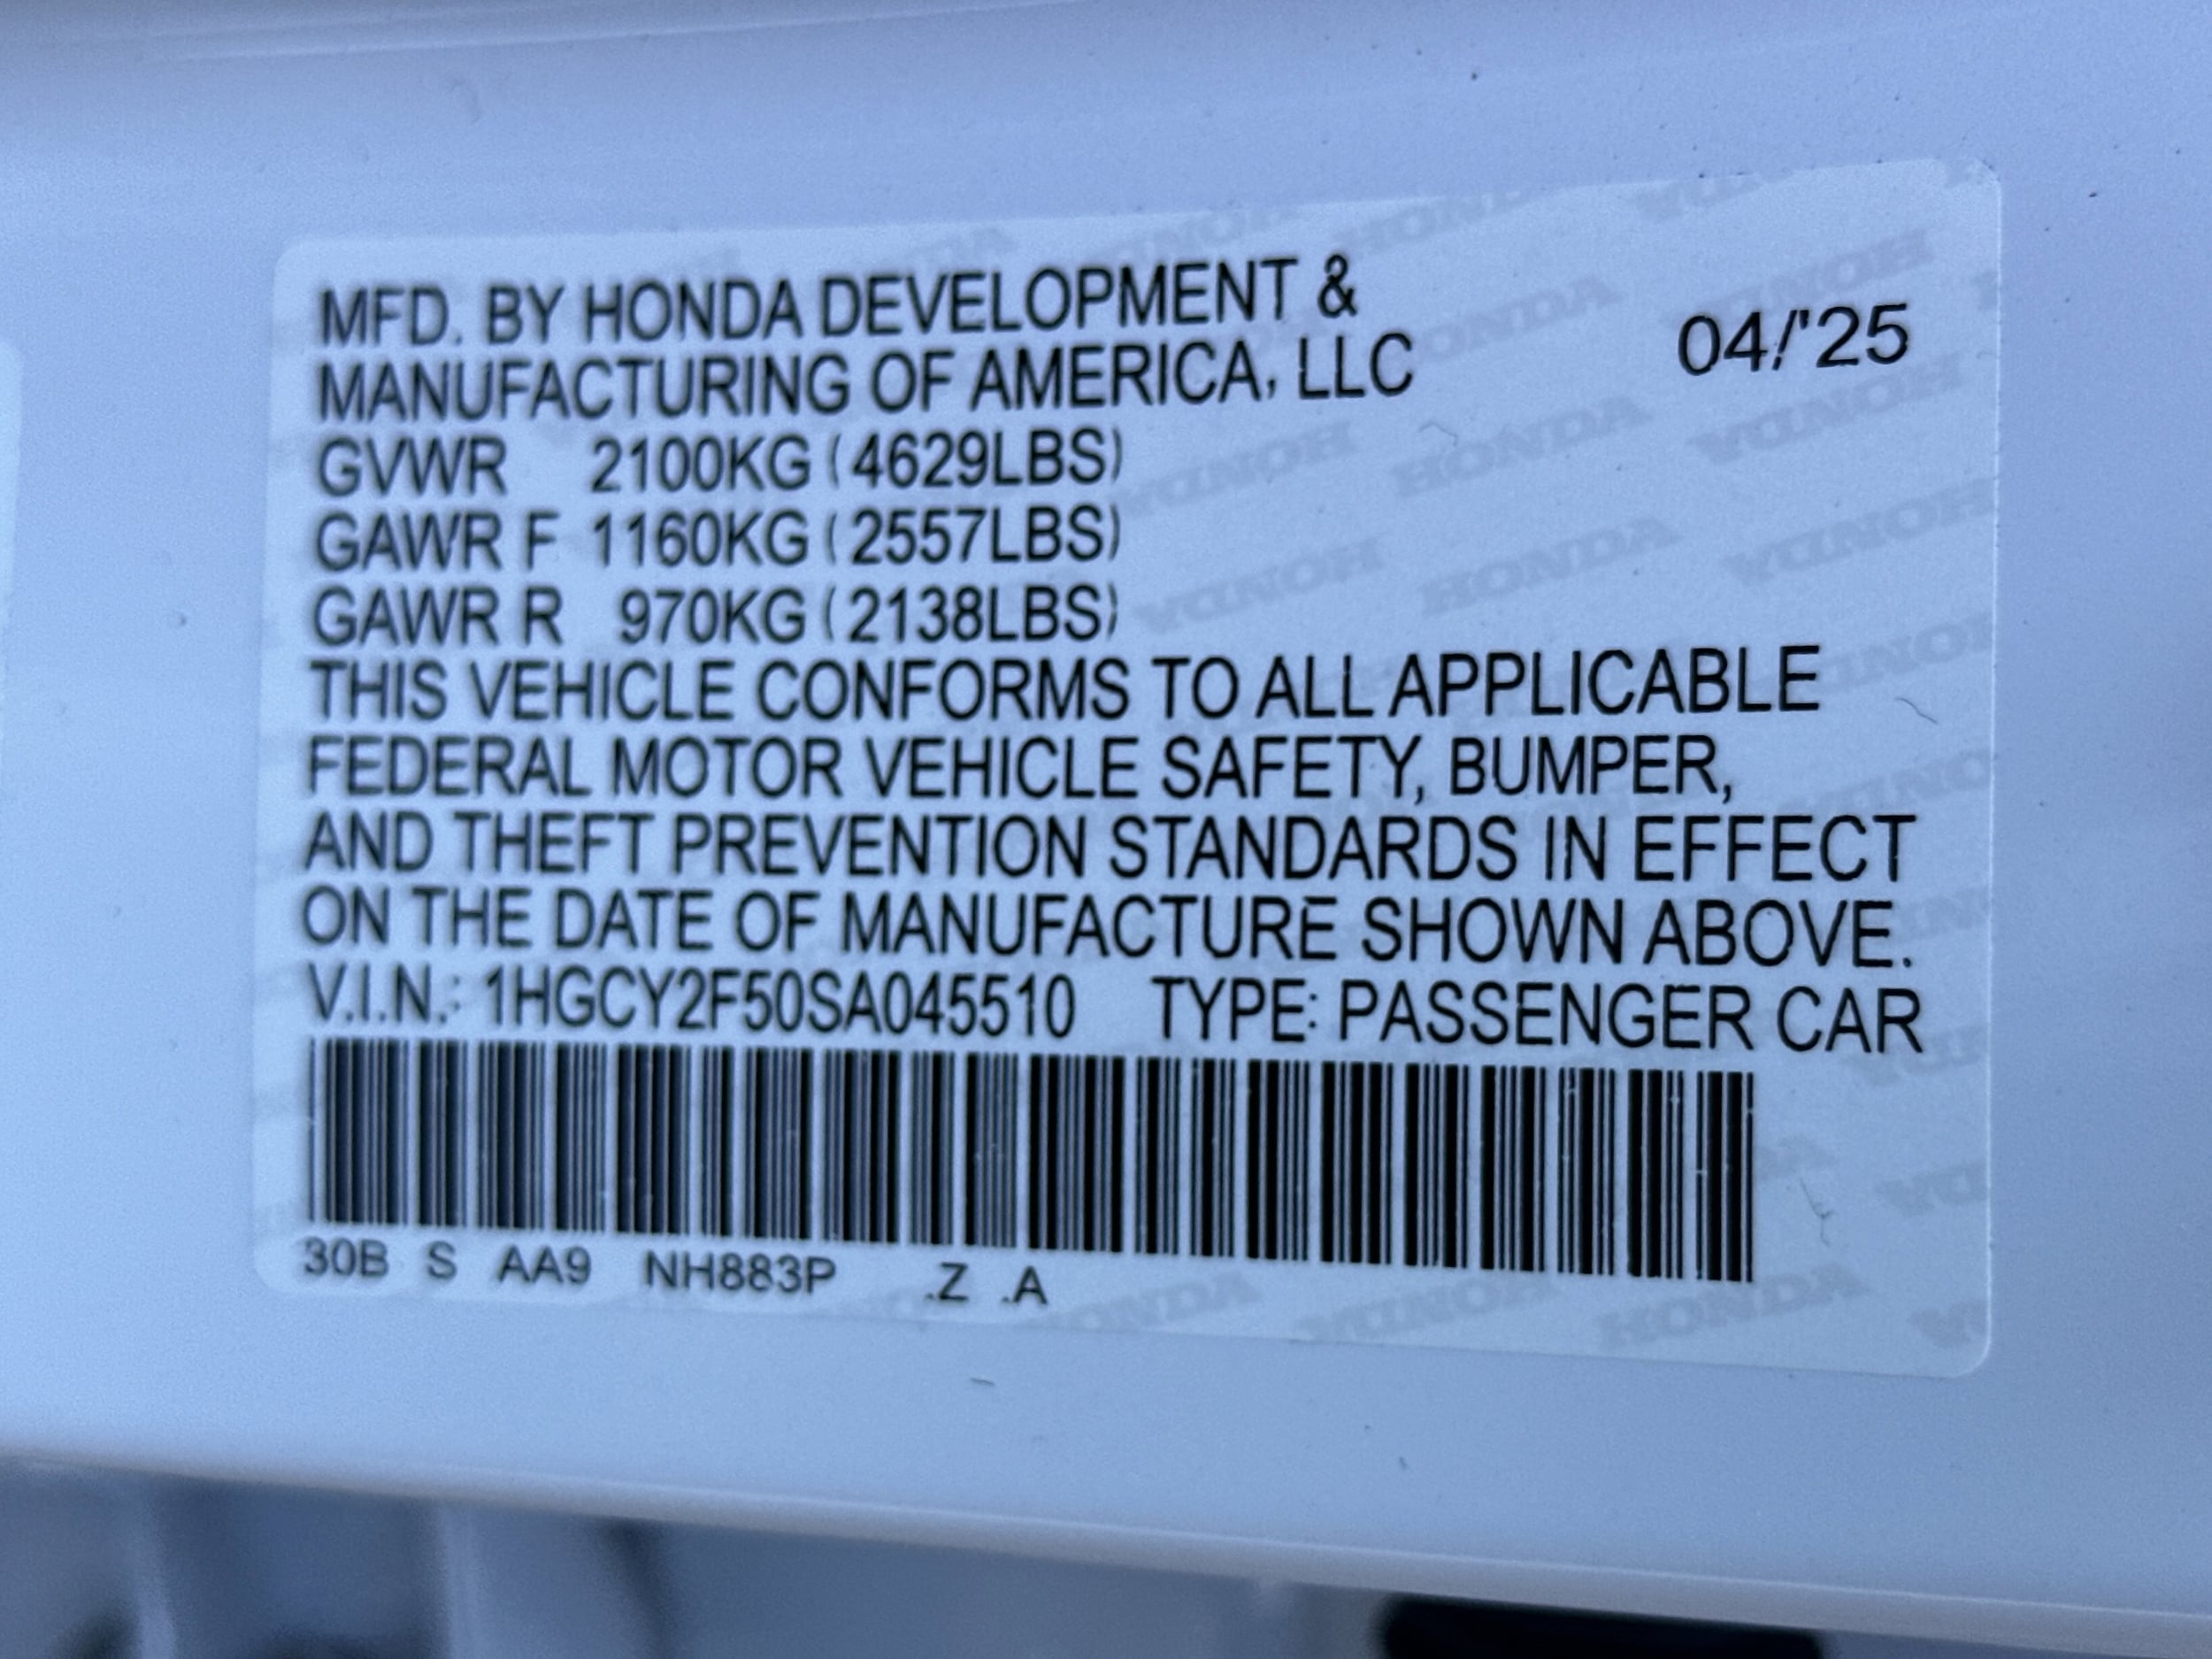 MFD. BY HONDA DEVELOPMENT &
MANUFACTURING OF AMERICA, LLC 04/'25
GVWR 2100KG (4629LBS)
GAWR F 1160KG (2557LBS)
GAWR R 970KG (2138LBS)
THIS VEHICLE CONFORMS TO ALL APPLICABLE
FEDERAL MOTOR VEHICLE SAFETY, BUMPER,
AND THEFT PREVENTION STANDARDS IN EFFECT
ON THE DATE OF MANUFACTURE SHOWN ABOVE.
V.I.N.: 1HGCY2F50SA045510 TYPE: PASSENGER CAR
30B S AA9 NH883P .Z .A